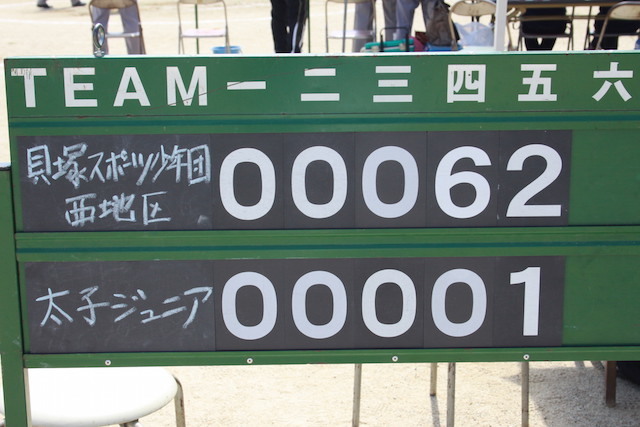 TEAM 一 二 三 四 五 六
貝塚スポーツ少年団 0 0 0 6 2
西地区
太子ジュニア 0 0 0 0 1